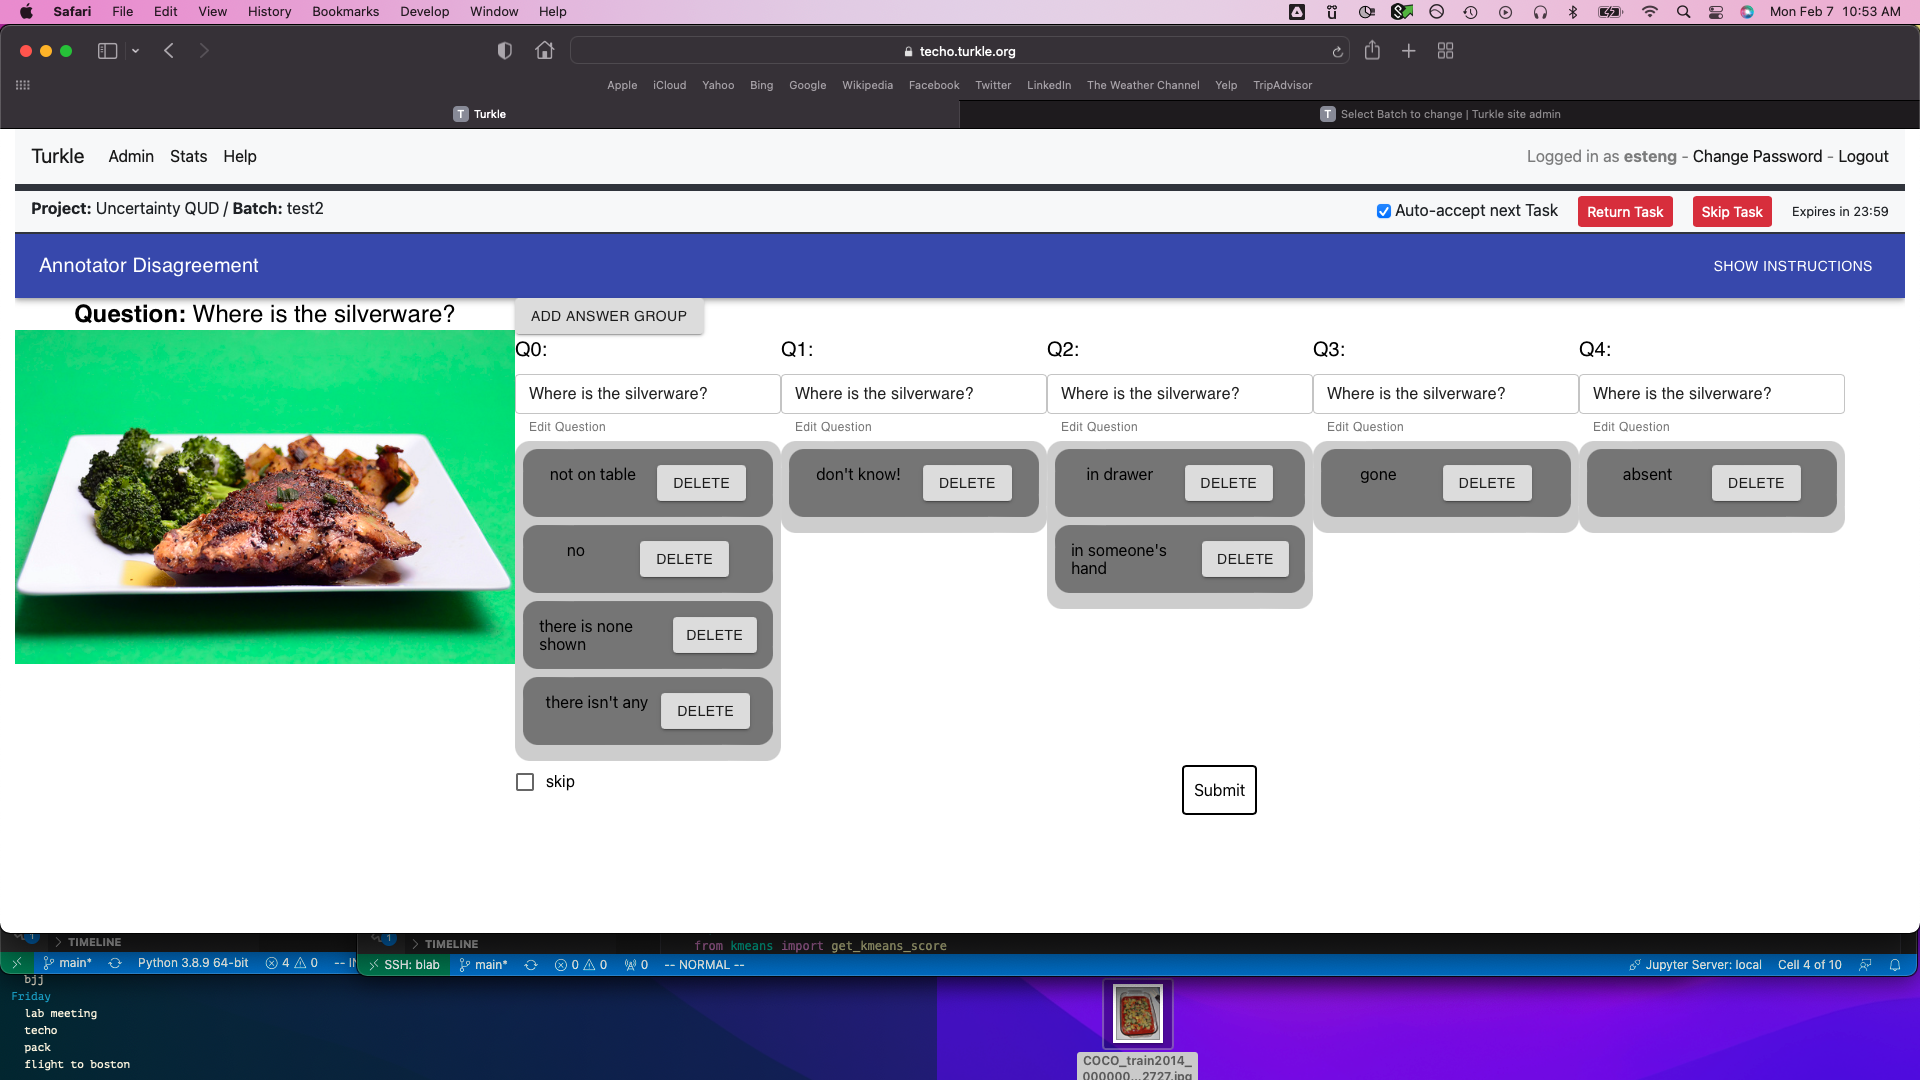 Safari File Edit View History Bookmarks Develop Window Help Mon Feb 7 10:53 AM
techo.turkle.org
Apple iCloud Yahoo Bing Google Wikipedia Facebook Twitter LinkedIn The Weather Channel Yelp TripAdvisor
T Turkle T Select Batch to change | Turkle site admin
Turkle Admin Stats Help Logged in as esteng - Change Password - Logout
Project: Uncertainty QUD / Batch: test2 Auto-accept next Task Return Task Skip Task Expires in 23:59
Annotator Disagreement SHOW INSTRUCTIONS
Question: Where is the silverware? ADD ANSWER GROUP
Q0: Q1: Q2: Q3: Q4:
Where is the silverware? Where is the silverware? Where is the silverware? Where is the silverware? Where is the silverware?
Edit Question Edit Question Edit Question Edit Question Edit Question
not on table DELETE don't know! DELETE in drawer DELETE gone DELETE absent DELETE
no DELETE in someone's hand DELETE
there is none shown DELETE
there isn't any DELETE
skip Submit
1 TIMELINE 1 TIMELINE from kmeans import get_kmeans_score
main* Python 3.8.9 64-bit 4 0 -- IN SSH: blab main* 0 0 0 -- NORMAL -- Jupyter Server: local Cell 4 of 10
bjj
Friday
lab meeting
techo
pack
flight to boston
COCO_train2014_
000000...2727.jpg